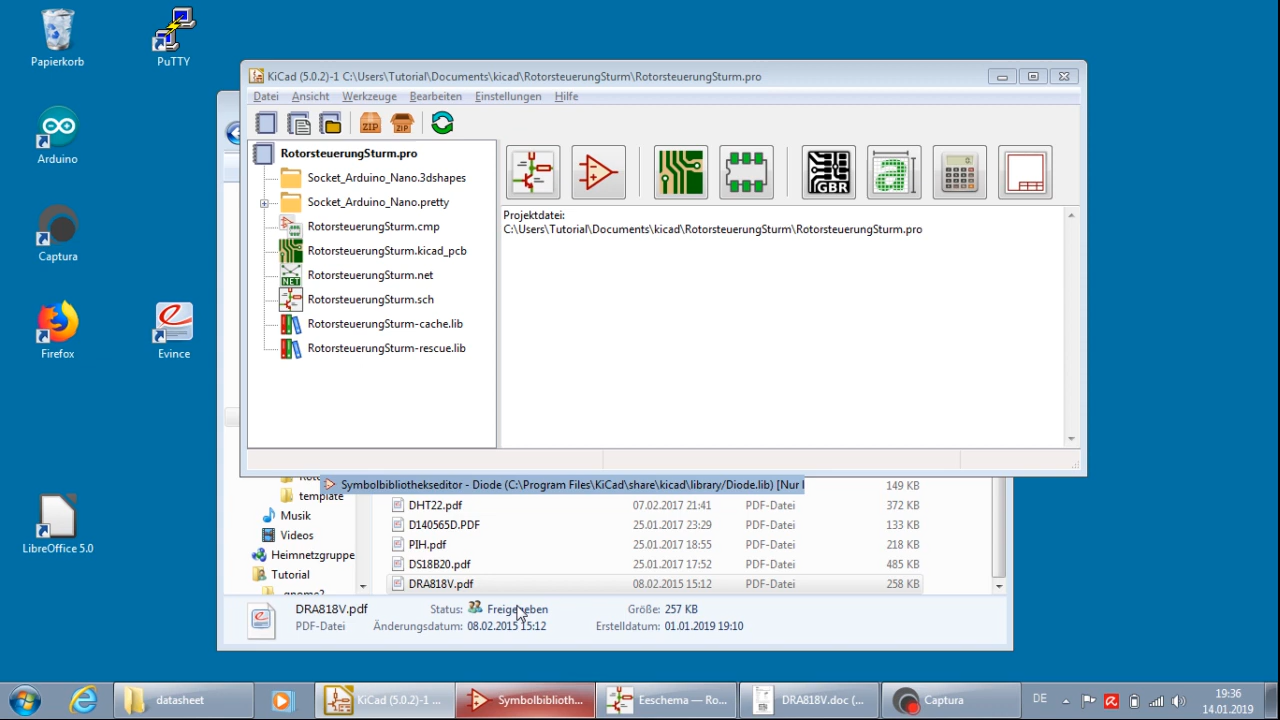 Papierkorb
PuTTY
Arduino
Captura
Firefox
Evince
LibreOffice 5.0
KiCad (5.0.2)-1 C:\Users\Tutorial\Documents\kicad\RotorsteuerungSturm\RotorsteuerungSturm.pro
Datei Ansicht Werkzeuge Bearbeiten Einstellungen Hilfe
ZIP ZIP
RotorsteuerungSturm.pro
Socket_Arduino_Nano.3dshapes
Socket_Arduino_Nano.pretty
RotorsteuerungSturm.cmp
RotorsteuerungSturm.kicad_pcb
NET RotorsteuerungSturm.net
RotorsteuerungSturm.sch
RotorsteuerungSturm-cache.lib
RotorsteuerungSturm-rescue.lib
GBR a
Projektdatei:
C:\Users\Tutorial\Documents\kicad\RotorsteuerungSturm\RotorsteuerungSturm.pro
Symbolbibliothekseditor - Diode (C:\Program Files\KiCad\share\kicad\library/Diode.lib) [Nur l
149 KB
template
Musik
Videos
Heimnetzgruppe
Tutorial
DHT22.pdf 07.02.2017 21:41 PDF-Datei 372 KB
D140565D.PDF 25.01.2017 23:29 PDF-Datei 133 KB
PIH.pdf 25.01.2017 18:55 PDF-Datei 218 KB
DS18B20.pdf 25.01.2017 17:52 PDF-Datei 485 KB
DRA818V.pdf 08.02.2015 15:12 PDF-Datei 258 KB
DRA818V.pdf Status: Freigegeben Größe: 257 KB
PDF-Datei Änderungsdatum: 08.02.2015 15:12 Erstelldatum: 01.01.2019 19:10
datasheet
KiCad (5.0.2)-1 ...
Symbolbiblioth...
Eeschema — Ro...
DRA818V.doc (...
Captura
DE
19:36
14.01.2019